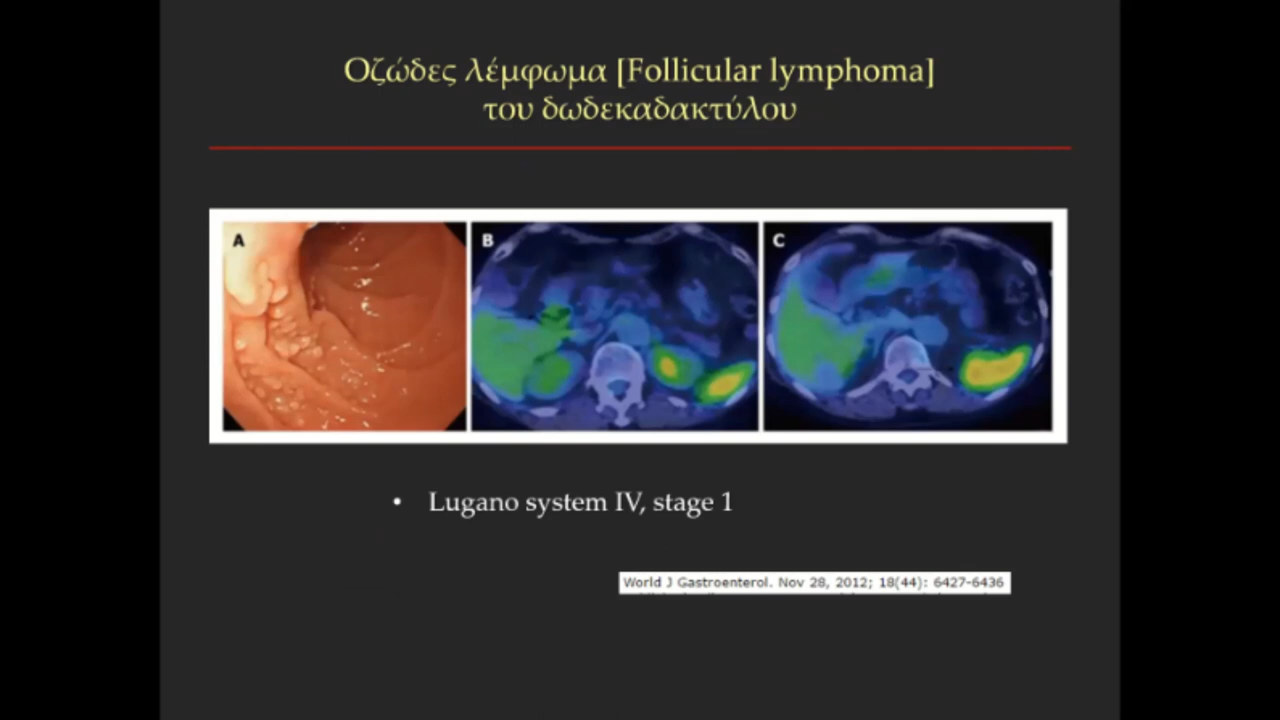 Οζώδες λέμφωμα [Follicular lymphoma]
του δωδεκαδακτύλου
A B C
• Lugano system IV, stage 1
World J Gastroenterol. Nov 28, 2012; 18(44): 6427-6436